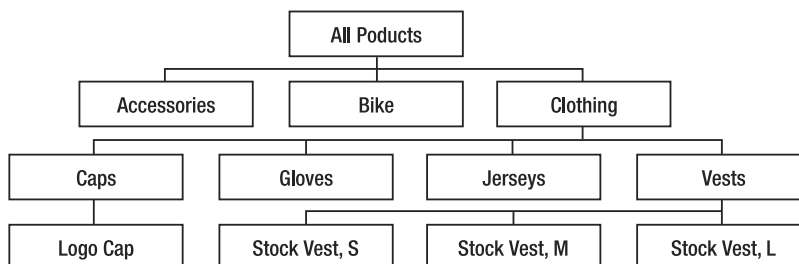 All Poducts
Accessories
Bike
Clothing
Caps
Gloves
Jerseys
Vests
Logo Cap
Stock Vest, S
Stock Vest, M
Stock Vest, L